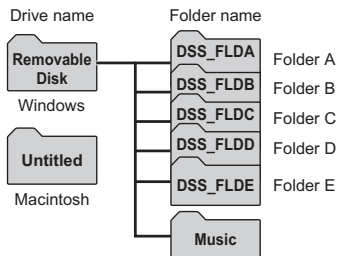 Drive name Folder name
Removable Disk
Windows
DSS_FLDA Folder A
DSS_FLDB Folder B
DSS_FLDC Folder C
DSS_FLDD Folder D
DSS_FLDE Folder E
Untitled
Macintosh
Music